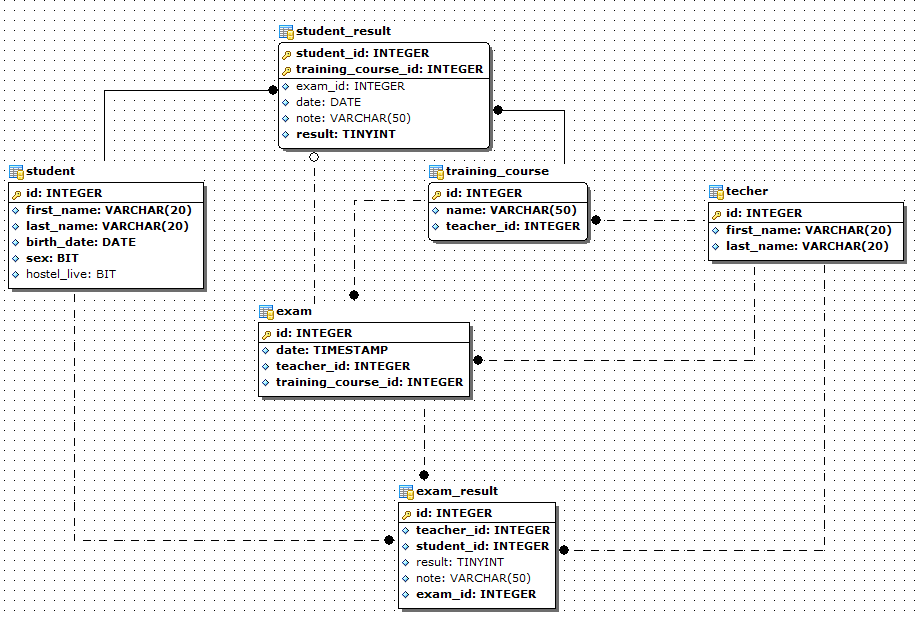 student_result
student_id: INTEGER
training_course_id: INTEGER
exam_id: INTEGER
date: DATE
note: VARCHAR(50)
result: TINYINT
student
id: INTEGER
first_name: VARCHAR(20)
last_name: VARCHAR(20)
birth_date: DATE
sex: BIT
hostel_live: BIT
training_course
id: INTEGER
name: VARCHAR(50)
teacher_id: INTEGER
techer
id: INTEGER
first_name: VARCHAR(20)
last_name: VARCHAR(20)
exam
id: INTEGER
date: TIMESTAMP
teacher_id: INTEGER
training_course_id: INTEGER
exam_result
id: INTEGER
teacher_id: INTEGER
student_id: INTEGER
result: TINYINT
note: VARCHAR(50)
exam_id: INTEGER